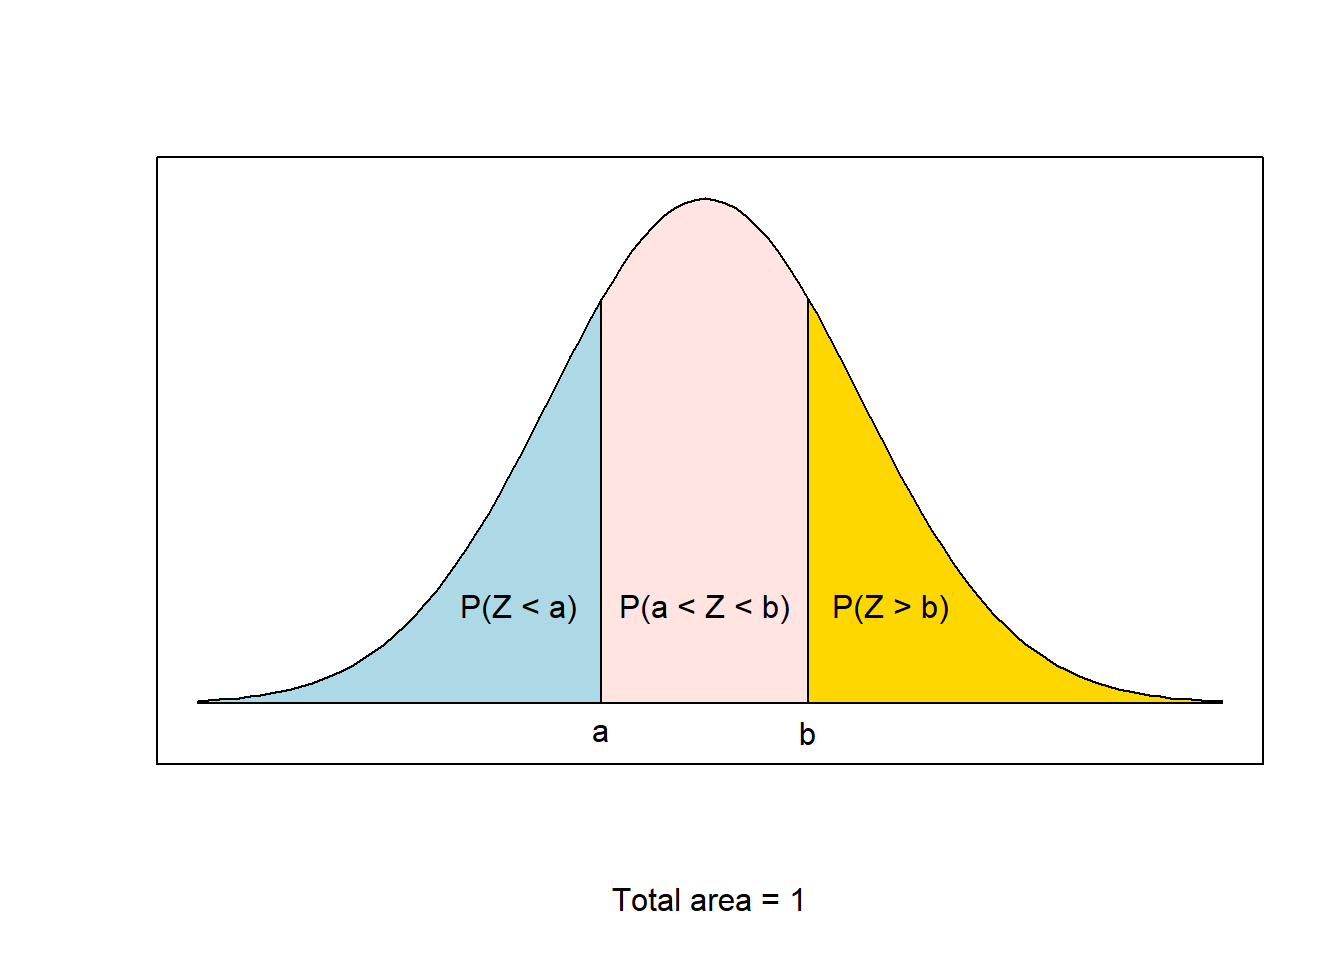 P(Z < a) P(a < Z < b) P(Z > b)
a b
Total area = 1